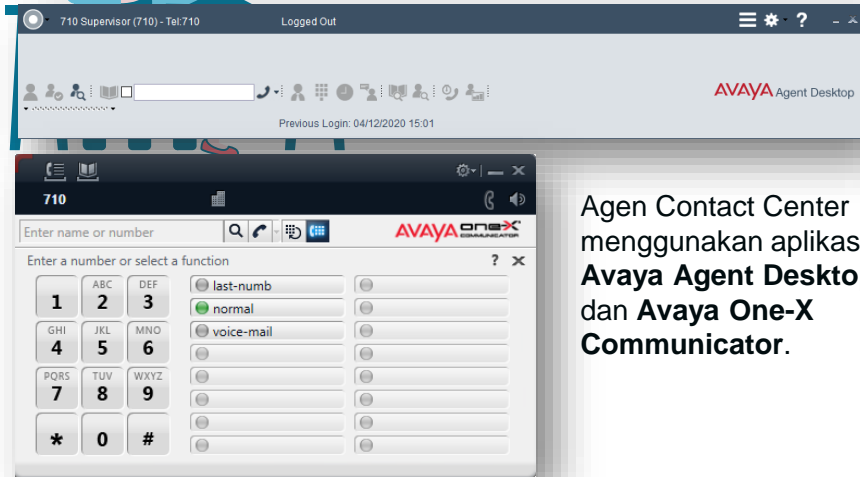 710 Supervisor (710) - Tel:710 Logged Out ?
AVAYA Agent Desktop
Previous Login: 04/12/2020 15:01
710
Enter name or number AVAYA one-X COMMUNICATOR
Enter a number or select a function ?
1 ABC 2 DEF 3 last-numb
normal
GHI 4 JKL 5 MNO 6 voice-mail
PQRS 7 TUV 8 WXYZ 9
* 0 #
Agen Contact Center
menggunakan aplikas
Avaya Agent Deskto
dan Avaya One-X
Communicator.